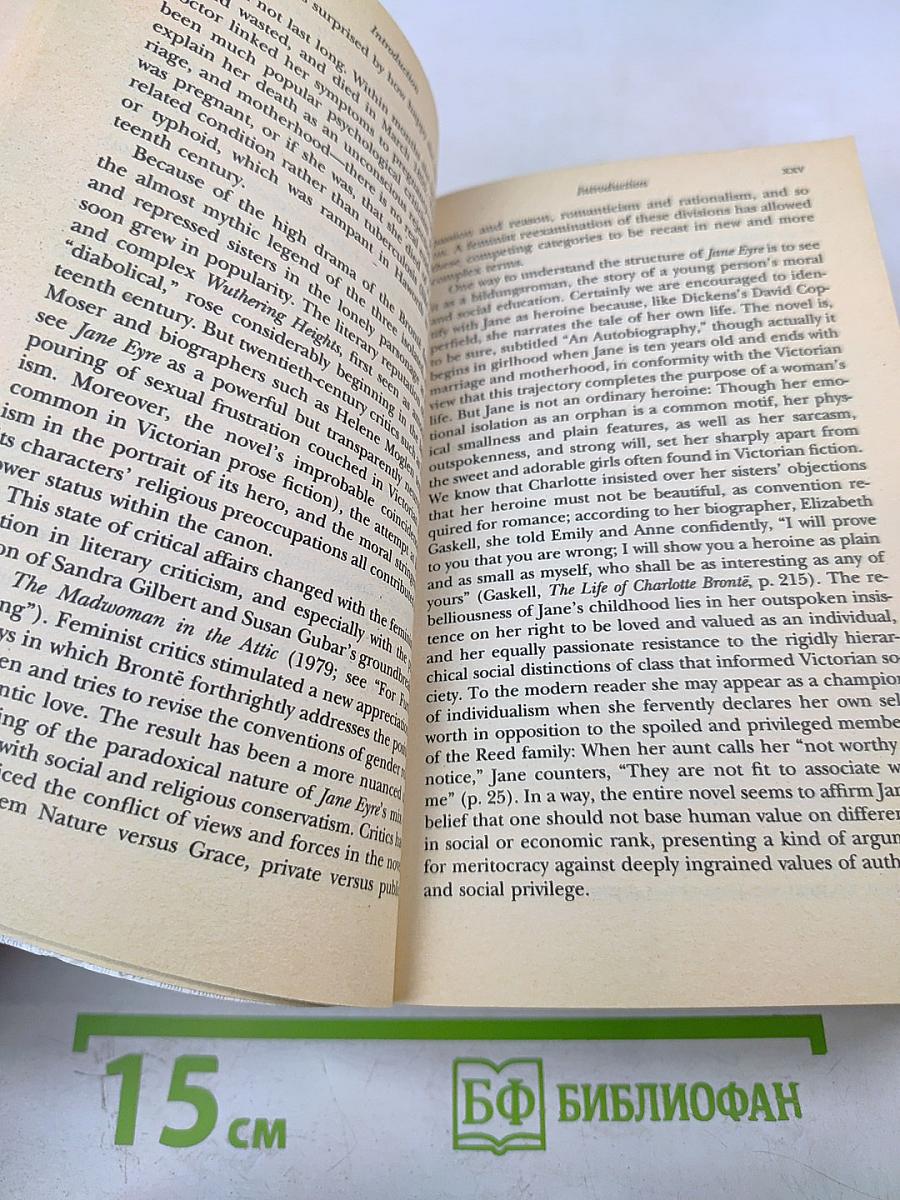 Introduction
surprised by how happy
not last long. Within months
d wasted, and died in March
octor linked her symptoms to pregnan
been much popular psychological
explain her death as an unconscious
riage, and motherhood—there is no
was pregnant, or if she was, that she died
related condition rather than tuberculosis
or typhoid, which was rampant in
teenth century.
Because of the high drama of the Bron
the almost mythic legend of the three
and repressed sisters in the lonely parsonage
soon grew in popularity. The literary reputa
and complex Wuthering Heights, first seen as
"diabolical," rose considerably beginning in the
teenth century. But twentieth-century critics such
Moser and biographers such as Helene Moglen
see Jane Eyre as a powerful but transparently
pouring of sexual frustration couched in Victorian
ism. Moreover, the novel's improbable coincidenc
common in Victorian prose fiction), the attempt a
ism in the portrait of its hero, and the moral string
ts characters' religious preoccupations all contribut
ower status within the canon.
This state of critical affairs changed with the femini
tion in literary criticism, and especially with the p
on of Sandra Gilbert and Susan Gubar's groundbr
The Madwoman in the Attic (1979; see "For Fur
ng"). Feminist critics stimulated a new appreciatio
ys in which Brontë forthrightly addresses the posi
en and tries to revise the conventions of gender
ntic love. The result has been a more nuanced
ing of the paradoxical nature of Jane Eyre's mix
with social and religious conservatism. Critics ha
iced the conflict of views and forces in the nov
em Nature versus Grace, private versus publ
Introduction
xxv
passion and reason, romanticism and rationalism, and so
on. A feminist reexamination of these divisions has allowed
these competing categories to be recast in new and more
complex terms.
One way to understand the structure of Jane Eyre is to see
it as a bildungsroman, the story of a young person's moral
and social education. Certainly we are encouraged to iden-
tify with Jane as heroine because, like Dickens's David Cop-
perfield, she narrates the tale of her own life. The novel is,
to be sure, subtitled "An Autobiography," though actually it
begins in girlhood when Jane is ten years old and ends with
marriage and motherhood, in conformity with the Victorian
view that this trajectory completes the purpose of a woman's
life. But Jane is not an ordinary heroine: Though her emo-
tional isolation as an orphan is a common motif, her phys-
ical smallness and plain features, as well as her sarcasm,
outspokenness, and strong will, set her sharply apart from
the sweet and adorable girls often found in Victorian fiction.
We know that Charlotte insisted over her sisters' objections
that her heroine must not be beautiful, as convention re-
quired for romance; according to her biographer, Elizabeth
Gaskell, she told Emily and Anne confidently, "I will prove
to you that you are wrong; I will show you a heroine as plain
and as small as myself, who shall be as interesting as any of
yours" (Gaskell, The Life of Charlotte Brontë, p. 215). The re-
belliousness of Jane's childhood lies in her outspoken insis-
tence on her right to be loved and valued as an individual,
and her equally passionate resistance to the rigidly hierar-
chical social distinctions of class that informed Victorian so-
ciety. To the modern reader she may appear as a champion
of individualism when she fervently declares her own sel
worth in opposition to the spoiled and privileged membe
of the Reed family: When her aunt calls her "not worthy
notice," Jane counters, "They are not fit to associate w
me" (p. 25). In a way, the entire novel seems to affirm Jan
belief that one should not base human value on differen
in social or economic rank, presenting a kind of argum
for meritocracy against deeply ingrained values of auth
and social privilege.
15 см
БФ БИБЛИОФАН